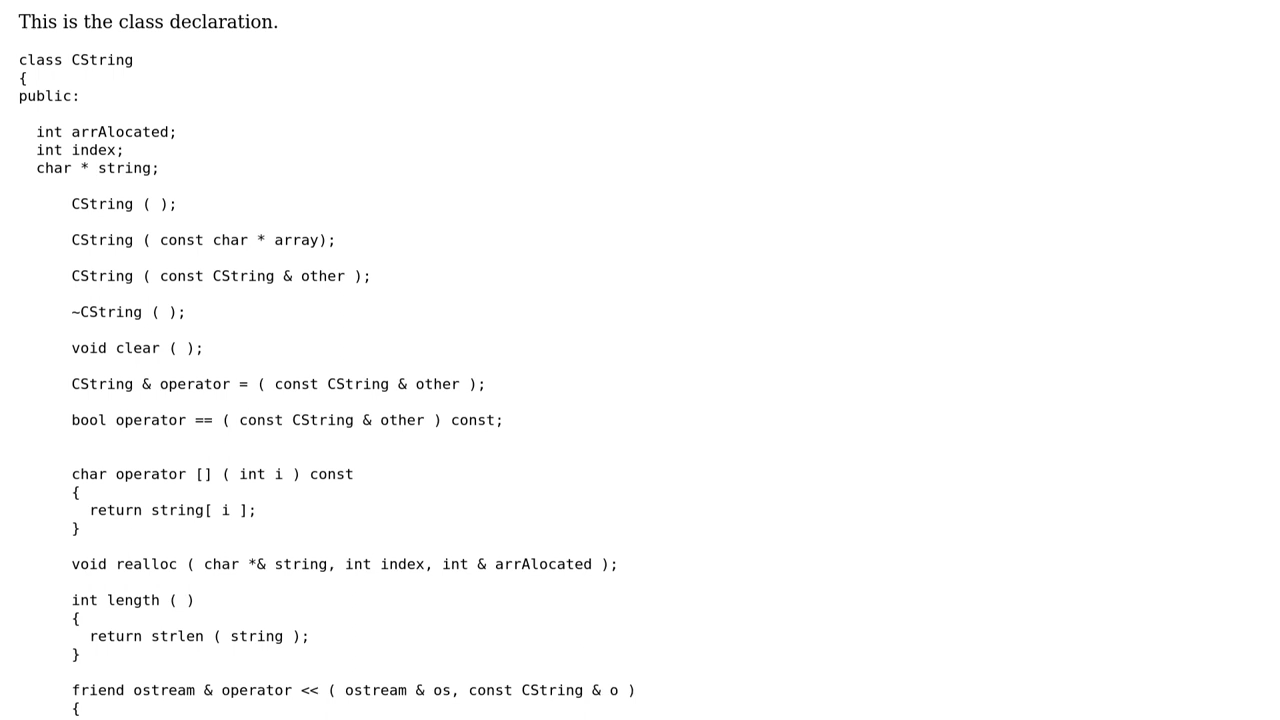 This is the class declaration.
class CString
{
public:
int arrAlocated;
int index;
char * string;
CString ( );
CString ( const char * array);
CString ( const CString & other );
~CString ( );
void clear ( );
CString & operator = ( const CString & other );
bool operator == ( const CString & other ) const;
char operator [] ( int i ) const
{
return string[ i ];
}
void realloc ( char *& string, int index, int & arrAlocated );
int length ( )
{
return strlen ( string );
}
friend ostream & operator << ( ostream & os, const CString & o )
{